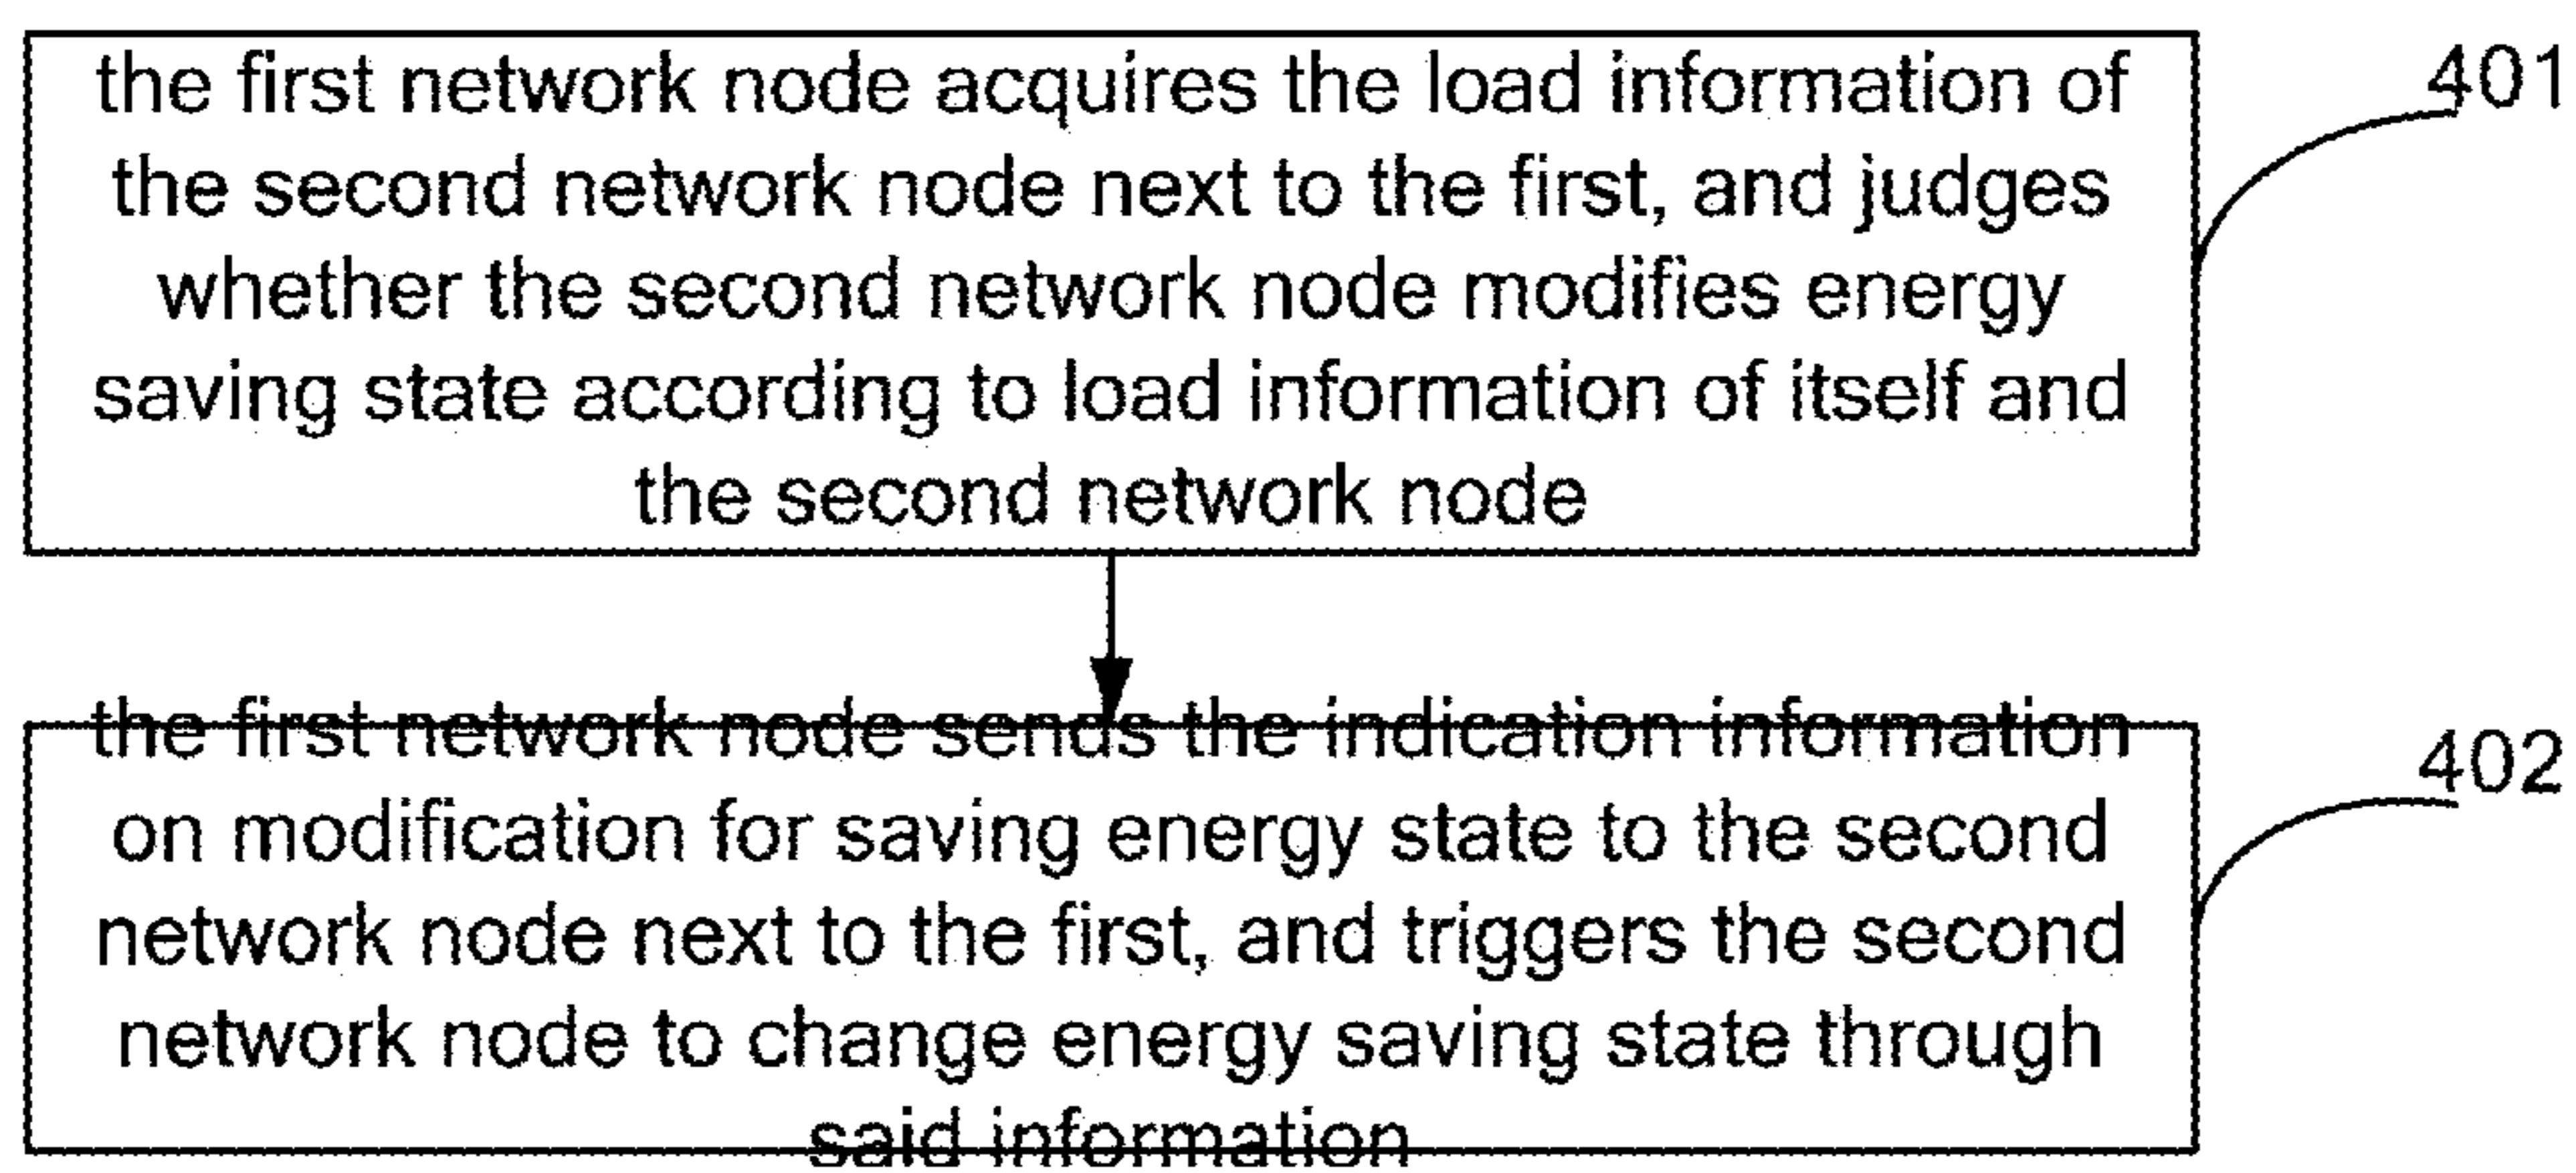 the first network node acquires the load information of
401
the second network node next to the first, and judges
whether the second network node modifies energy
saving state according to load information of itself and
the second network node
the first network node sends the indication information
402
on modification for saving energy state to the second
network node next to the first, and triggers the second
network node to change energy saving state through
said information